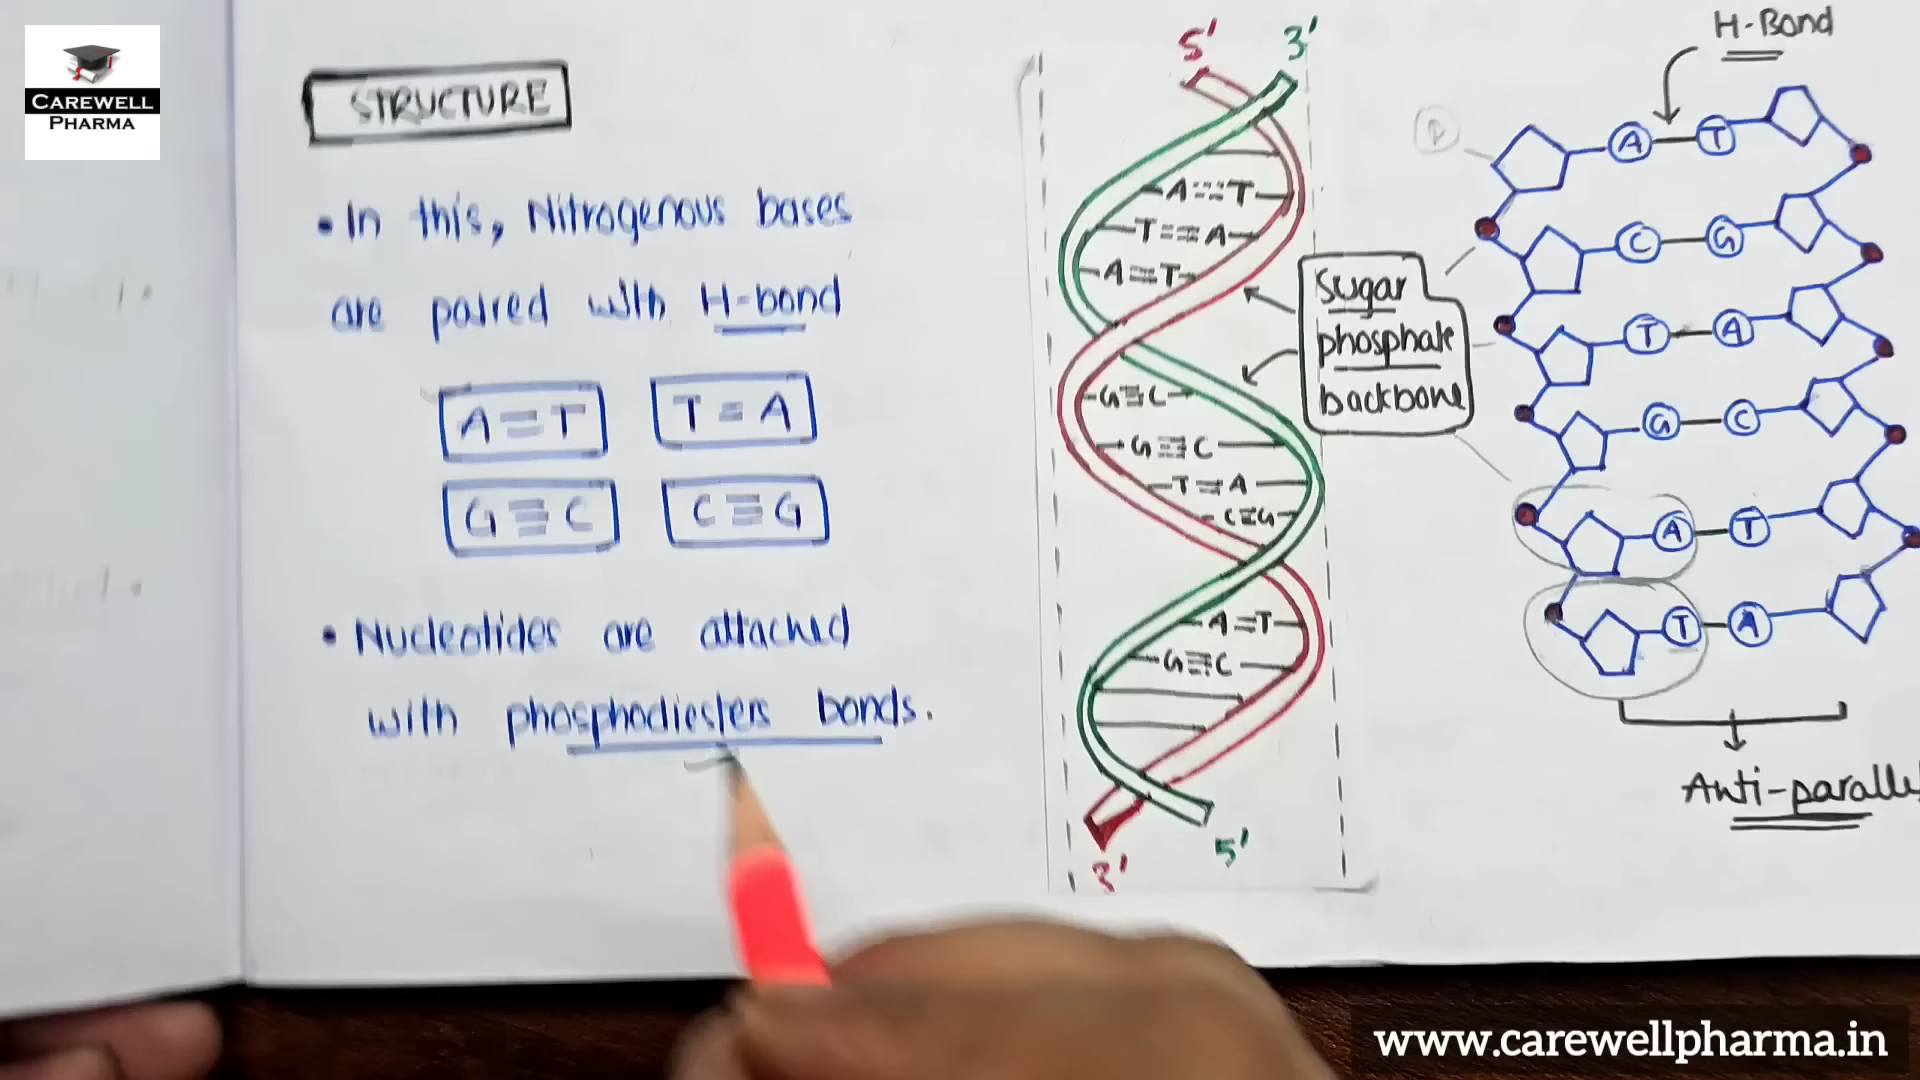 CAREWELL
PHARMA
STRUCTURE
• In this, Nitrogenous bases
are paired with H-bond
A=T T=A
G≡C C≡G
• Nucleotides are attached
with phosphodiesters bonds.
5' 3'
A=T
T=A
A=T
G≡C
G≡C
T=A
C≡G
A=T
G≡C
3' 5'
Sugar
phosphate
backbone
H-Bond
P
A T
C G
T A
G C
A T
T A
Anti-parall
www.carewellpharma.in